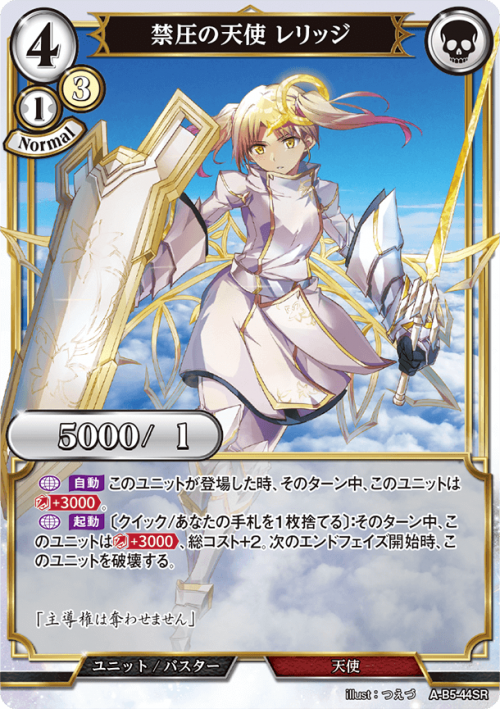 4
禁圧の天使 レリッジ
3
1
Normal
5000/ 1
自動 このユニットが登場した時、そのターン中、このユニットは
+3000。
起動 〔クイック/あなたの手札を1枚捨てる〕:そのターン中、こ
のユニットは+3000、総コスト+2。次のエンドフェイズ開始時、こ
のユニットを破壊する。
「主導権は奪わせません」
ユニット / バスター
天使
illust:つえづ A-B5-44SR